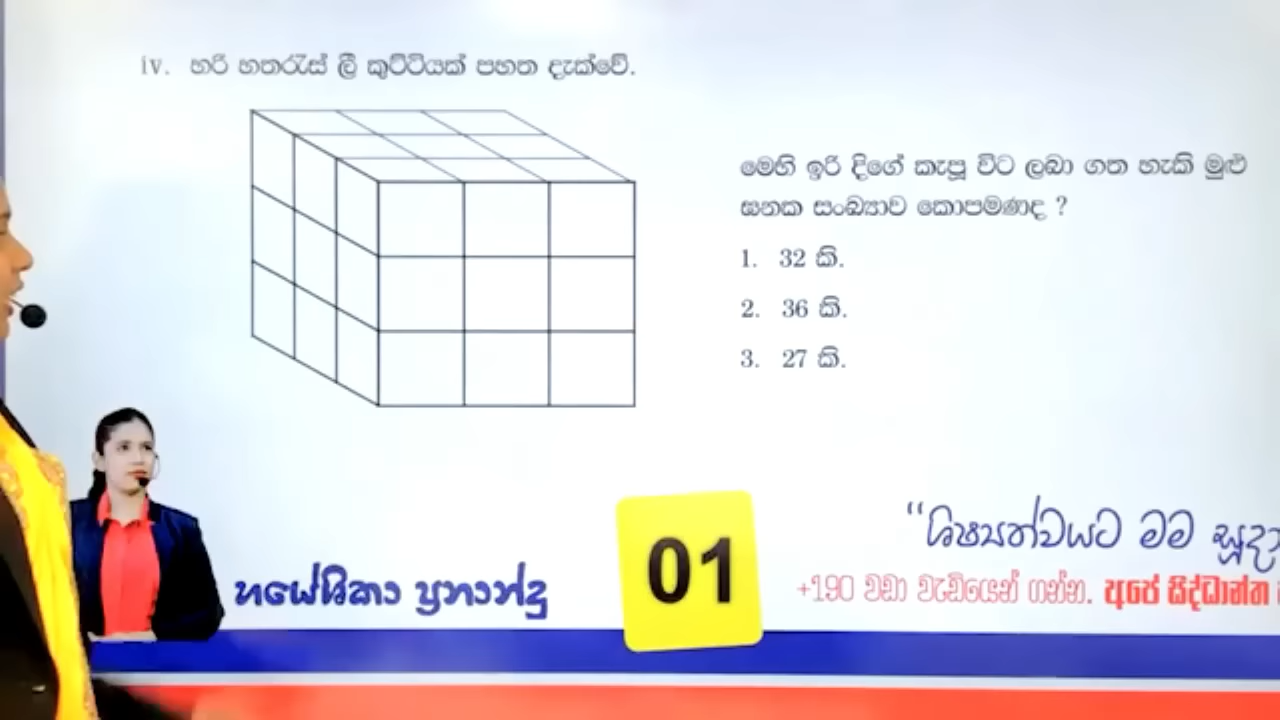 iv. හරි හතරැස් ලී කුට්ටියක් පහත දැක්වේ.
මෙහි ඉරි දිගේ කැපූ විට ලබා ගත හැකි මුළු
ඝනක සංඛ්‍යාව කොපමණද ?
1. 32 කි.
2. 36 කි.
3. 27 කි.
01
“ශිෂ්‍යත්වයට මම සූදා
හයේශිකා ප්‍රනාන්දු
+190 වඩා වැඩියෙන් ගන්න. අපේ සිද්ධාන්ත